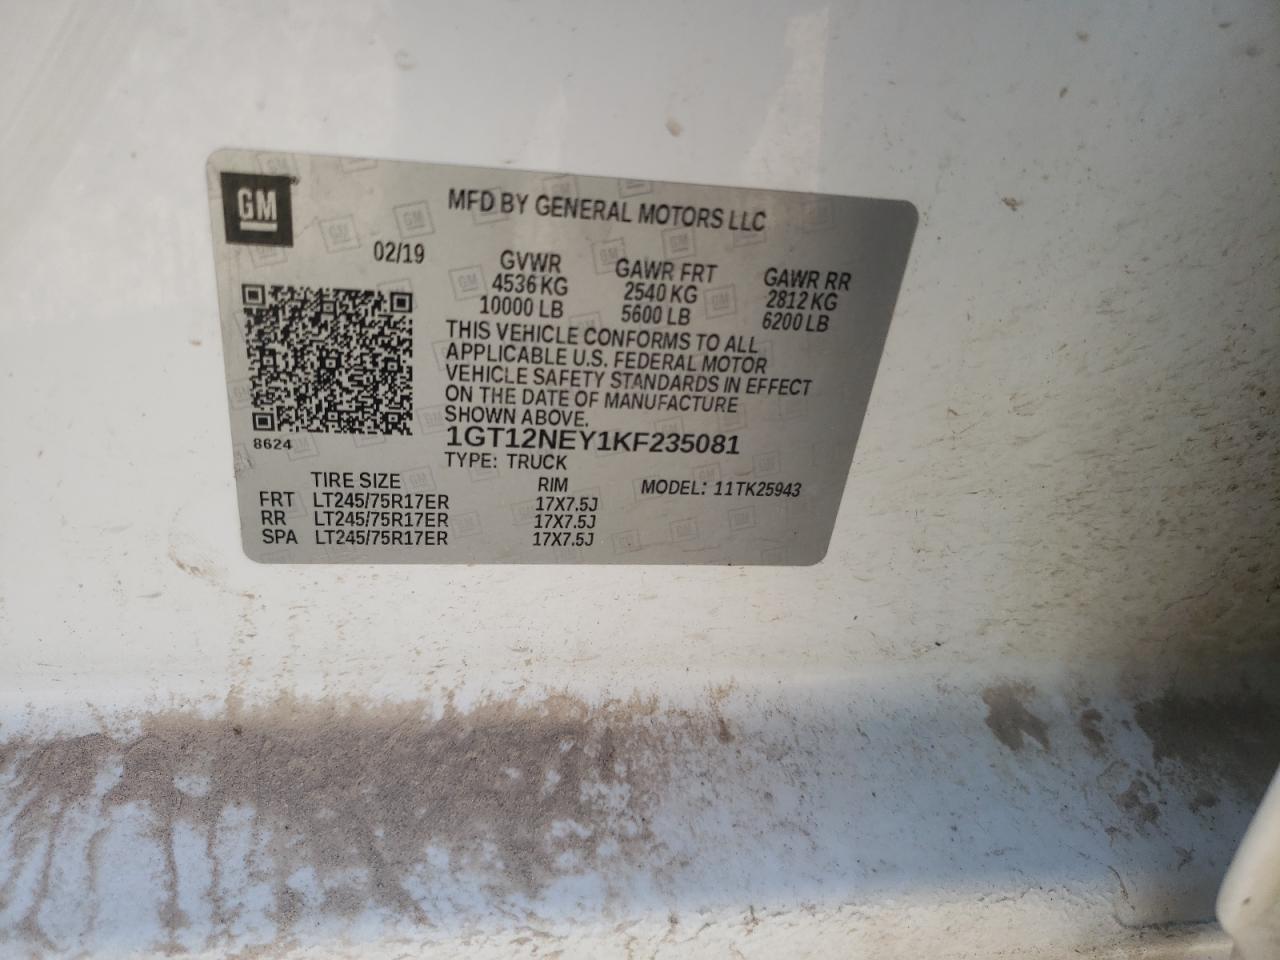 GM
MFD BY GENERAL MOTORS LLC
02/19
GVWR GAWR FRT GAWR RR
4536 KG 2540 KG 2812 KG
10000 LB 5600 LB 6200 LB
THIS VEHICLE CONFORMS TO ALL
APPLICABLE U.S. FEDERAL MOTOR
VEHICLE SAFETY STANDARDS IN EFFECT
ON THE DATE OF MANUFACTURE
SHOWN ABOVE.
8624
1GT12NEY1KF235081
TYPE: TRUCK
TIRE SIZE RIM MODEL: 11TK25943
FRT LT245/75R17ER 17X7.5J
RR LT245/75R17ER 17X7.5J
SPA LT245/75R17ER 17X7.5J